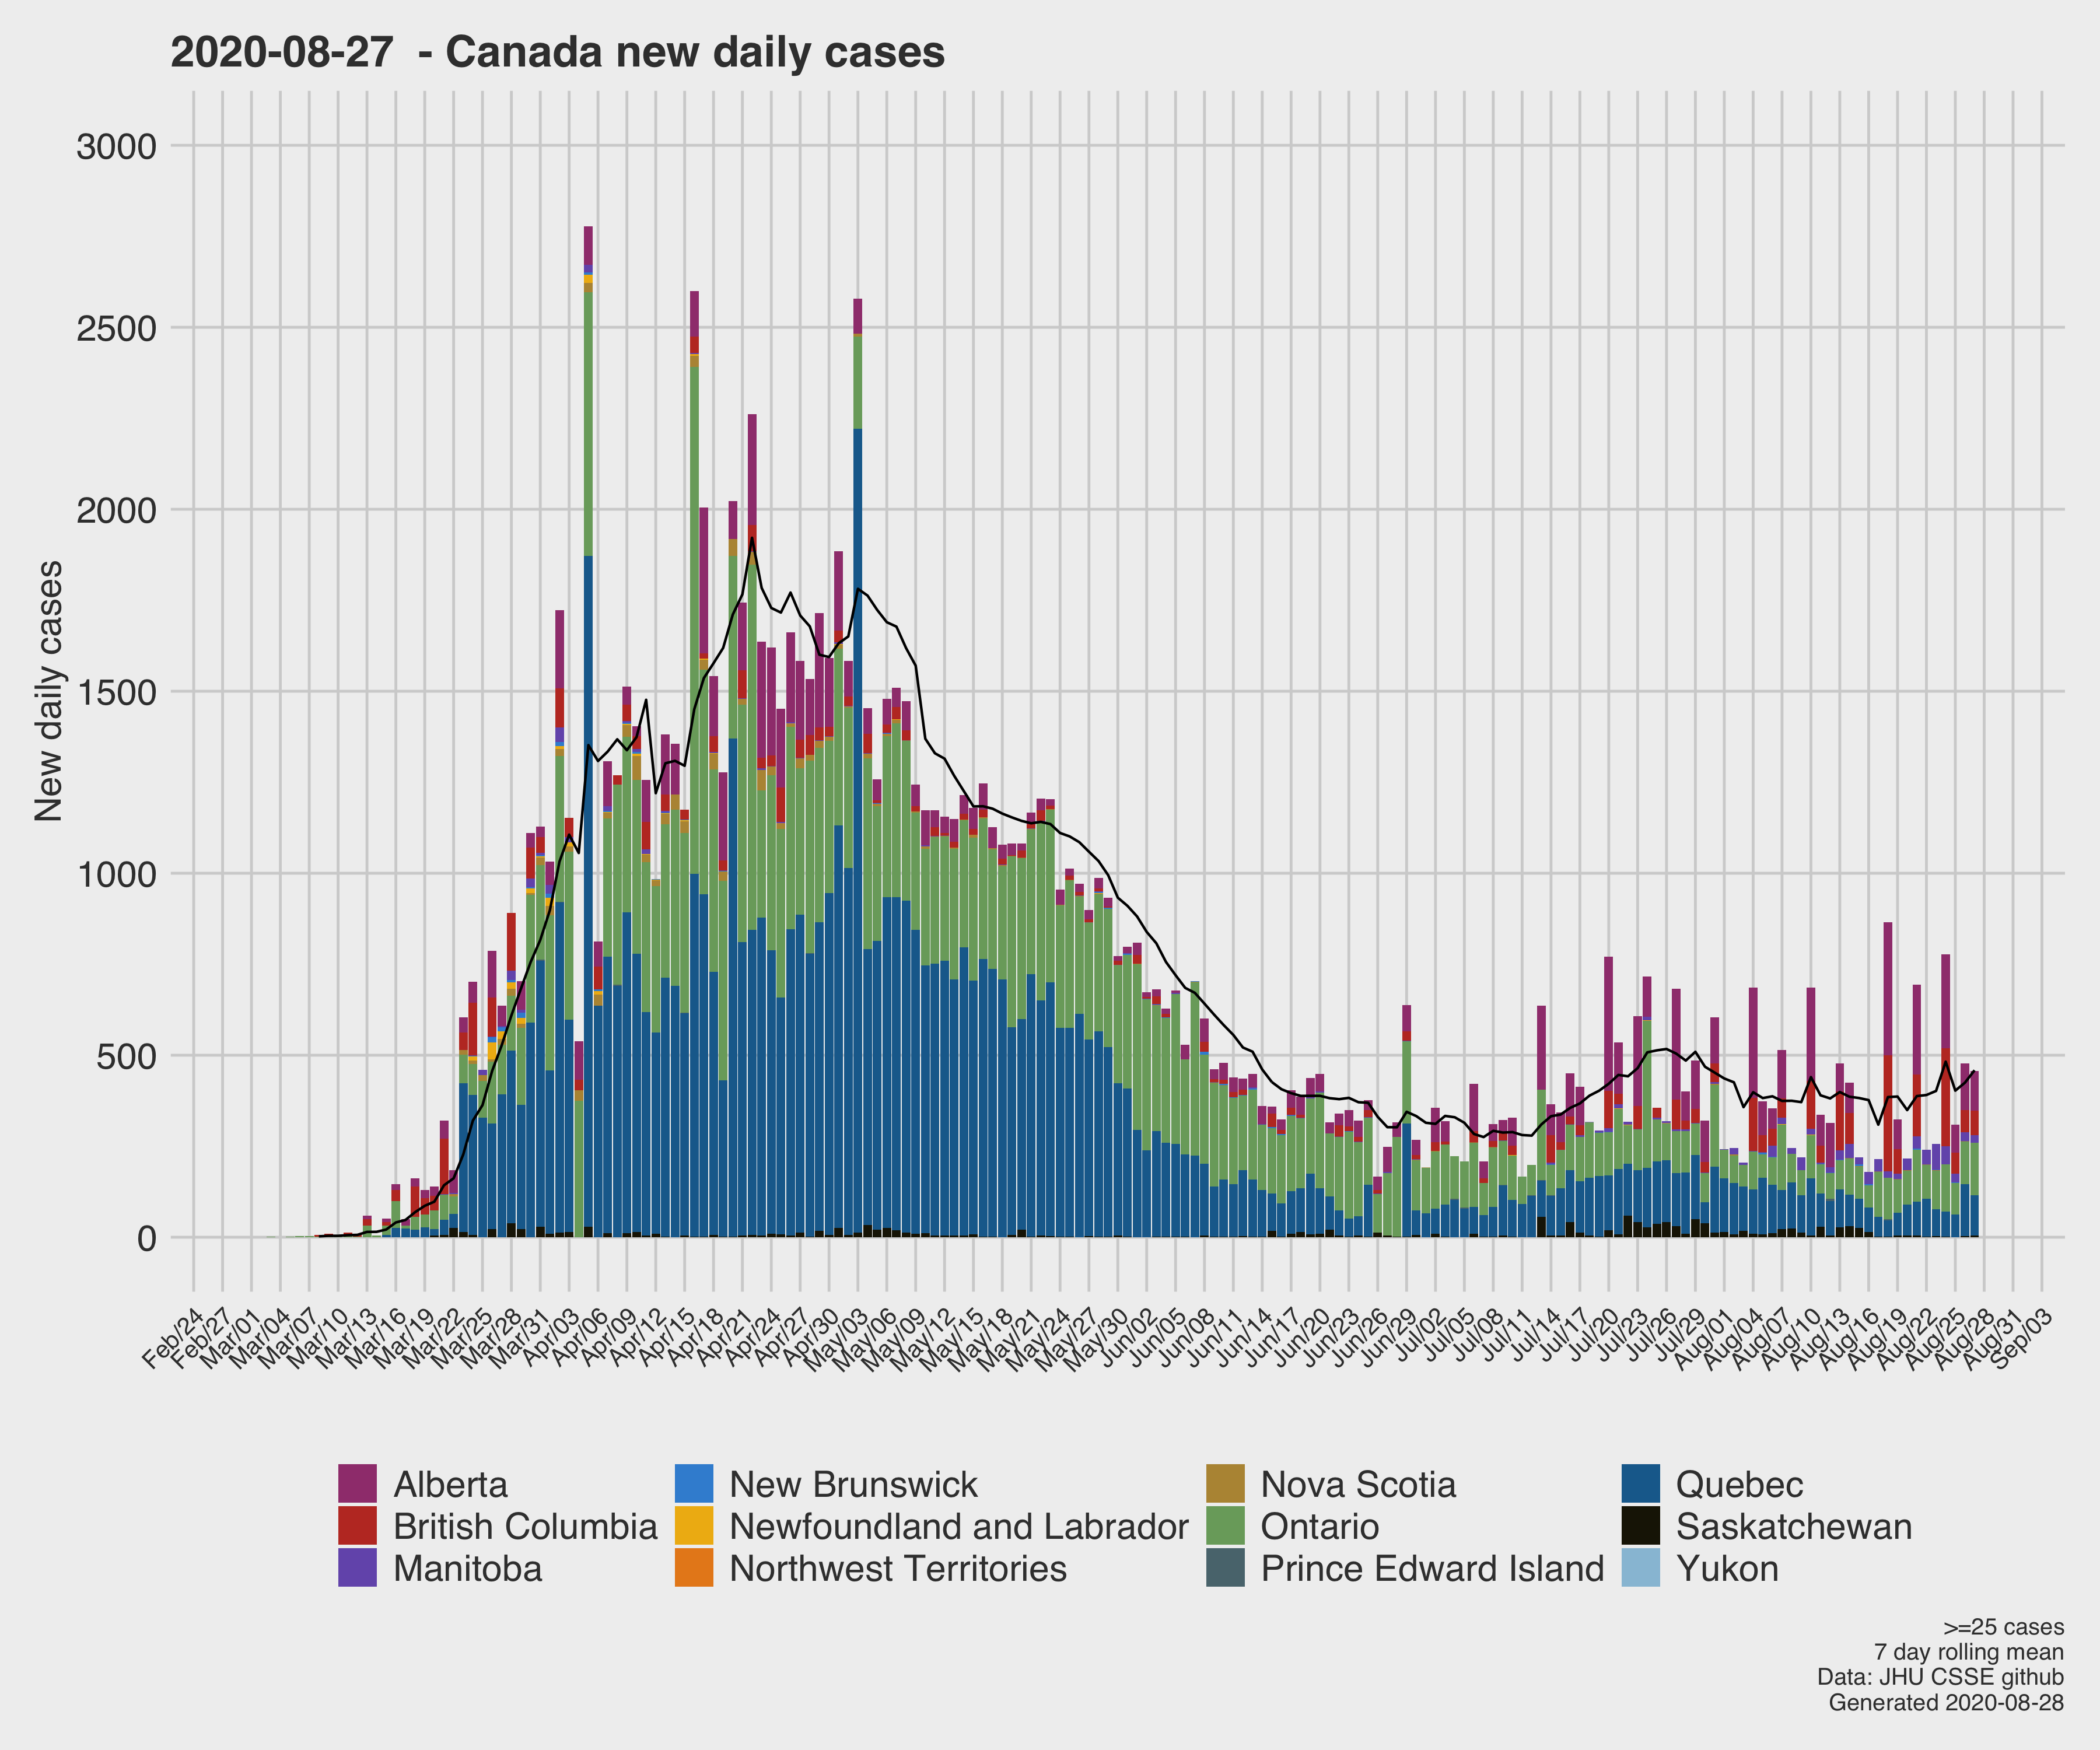 2020-08-27 - Canada new daily cases
New daily cases
3000
2500
2000
1500
1000
500
0
Feb/24
Feb/27
Mar/01
Mar/04
Mar/07
Mar/10
Mar/13
Mar/16
Mar/19
Mar/22
Mar/25
Mar/28
Mar/31
Apr/03
Apr/06
Apr/09
Apr/12
Apr/15
Apr/18
Apr/21
Apr/24
Apr/27
Apr/30
May/03
May/06
May/09
May/12
May/15
May/18
May/21
May/24
May/27
May/30
Jun/02
Jun/05
Jun/08
Jun/11
Jun/14
Jun/17
Jun/20
Jun/23
Jun/26
Jun/29
Jul/02
Jul/05
Jul/08
Jul/11
Jul/14
Jul/17
Jul/20
Jul/23
Jul/26
Jul/29
Aug/01
Aug/04
Aug/07
Aug/10
Aug/13
Aug/16
Aug/19
Aug/22
Aug/25
Aug/28
Aug/31
Sep/03
Alberta
British Columbia
Manitoba
New Brunswick
Newfoundland and Labrador
Northwest Territories
Nova Scotia
Ontario
Prince Edward Island
Quebec
Saskatchewan
Yukon
>=25 cases
7 day rolling mean
Data: JHU CSSE github
Generated 2020-08-28